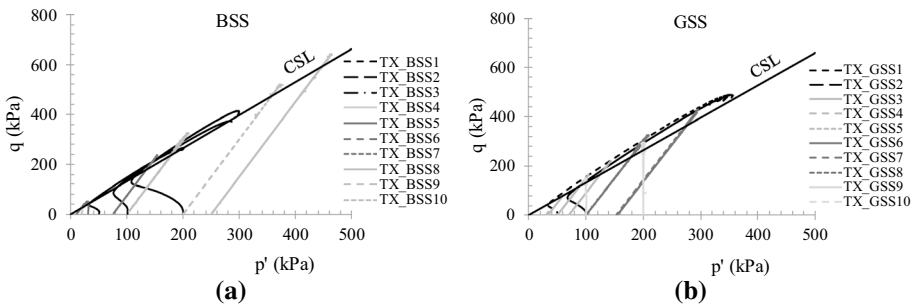 BSS
800
600
400
200
0
q (kPa)
CSL
TX_BSS1
TX_BSS2
TX_BSS3
TX_BSS4
TX_BSS5
TX_BSS6
TX_BSS7
TX_BSS8
TX_BSS9
TX_BSS10
0 100 200 300 400 500
p' (kPa)
(a)
GSS
800
600
400
200
0
q (kPa)
CSL
TX_GSS1
TX_GSS2
TX_GSS3
TX_GSS4
TX_GSS5
TX_GSS6
TX_GSS7
TX_GSS8
TX_GSS9
TX_GSS10
0 100 200 300 400 500
p' (kPa)
(b)